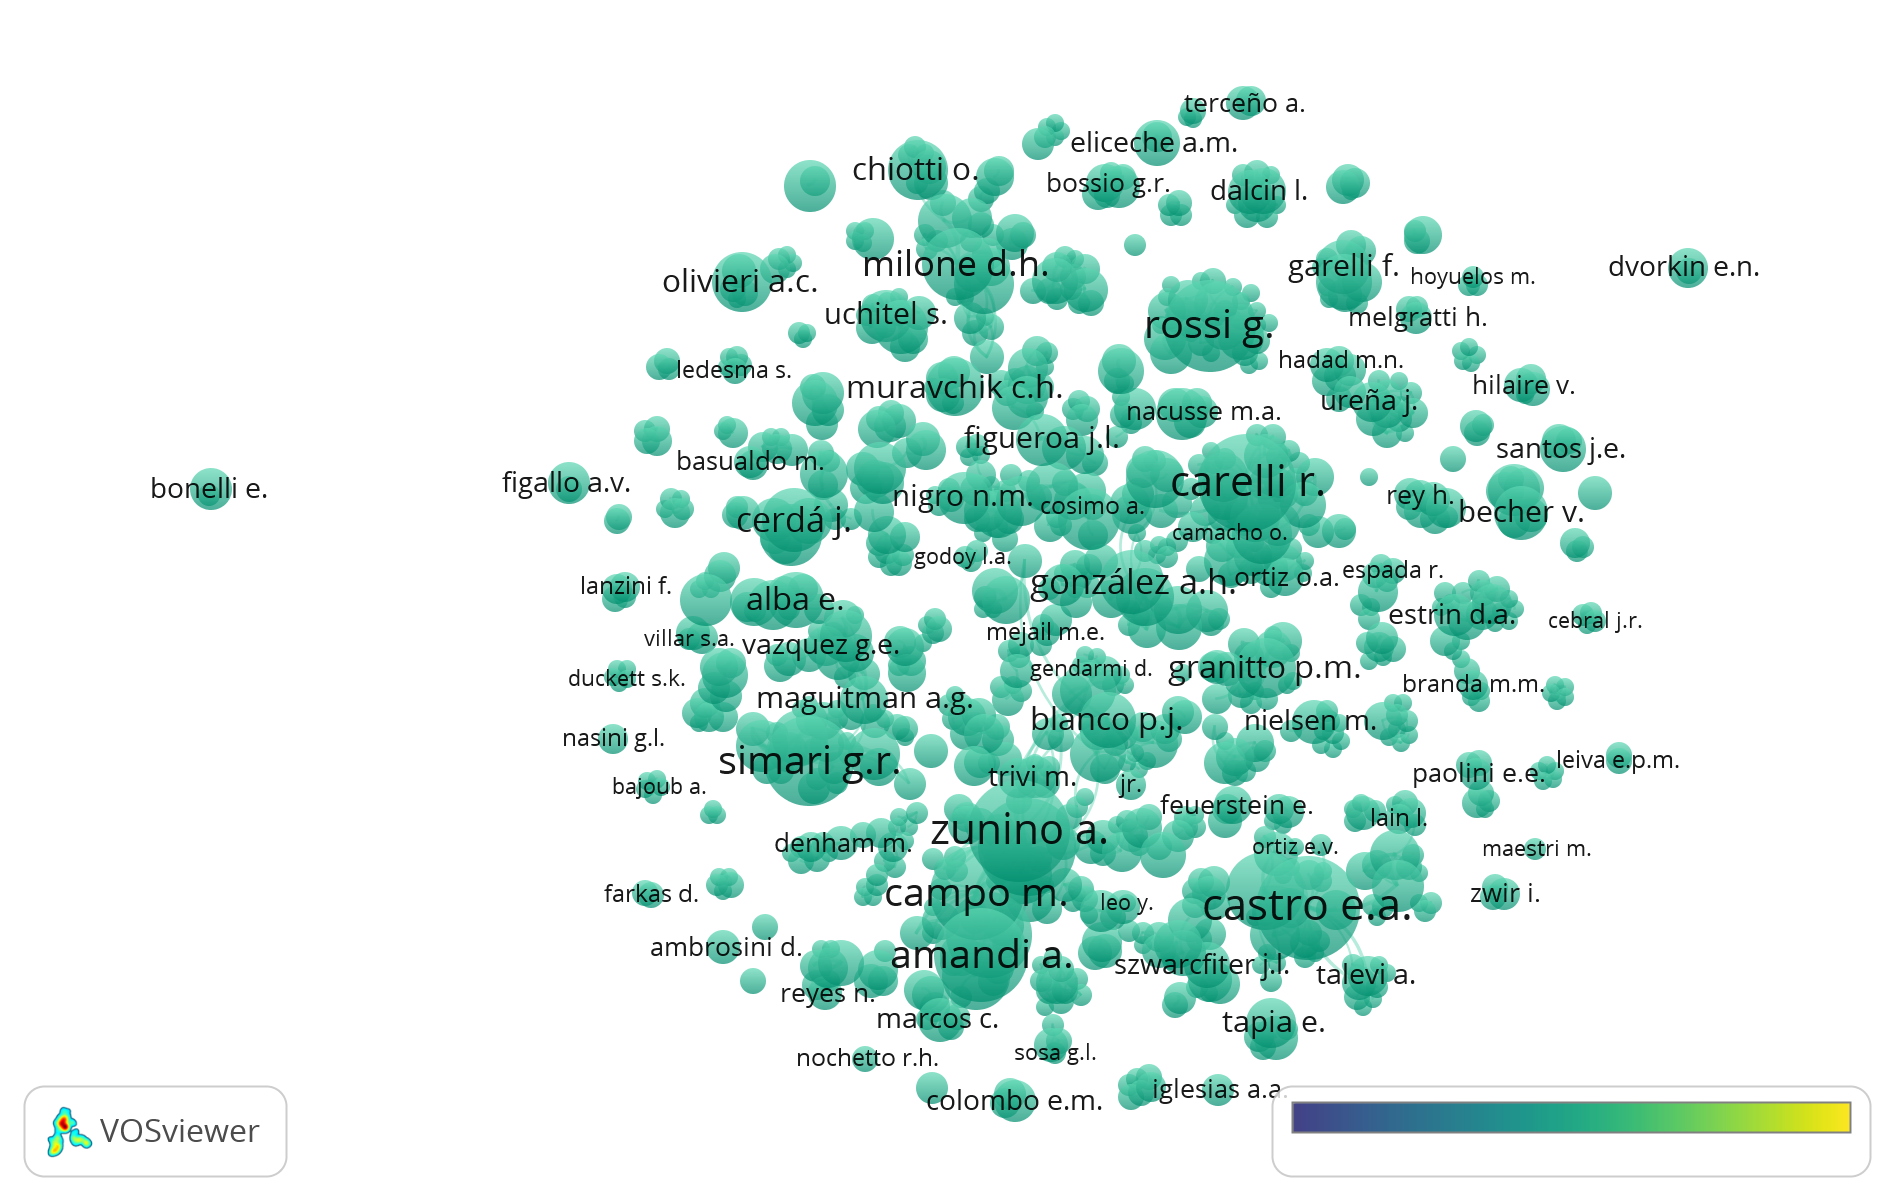 terceño a.
eliceche a.m.
chiotti o.
bossio g.r.
dalcin l.
milone d.h.
garelli f.
hoyuelos m.
dvorkin e.n.
olivieri a.c.
uchitel s.
rossi g.
melgratti h.
ledesma s.
hadad m.n.
muravchik c.h.
hilaire v.
nacusse m.a.
ureña j.
figueroa j.l.
santos j.e.
basualdo m.
bonelli e.
figallo a.v.
carelli r.
nigro n.m.
cosimo a.
rey h.
becher v.
cerdá j.
camacho o.
godoy l.a.
lanzini f.
gonzález a.h.
ortiz o.a.
espada r.
alba e.
estrin d.a.
cebral j.r.
villar s.a.
vazquez g.e.
mejail m.e.
duckett s.k.
gendarmi d.
granitto p.m.
branda m.m.
maguitman a.g.
blanco p.j.
nielsen m.
nasini g.l.
simari g.r.
trivi m.
jr.
paolini e.e.
leiva e.p.m.
bajoub a.
feuerstein e.
lain l.
zunino a.
denham m.
ortiz e.v.
maestri m.
farkas d.
campo m.
leo y.
castro e.a.
zwir i.
ambrosini d.
amandi a.
szwarcfiter j.l.
talevi a.
reyes n.
marcos c.
tapia e.
nochetto r.h.
sosa g.l.
colombo e.m.
iglesias a.a.
VOSviewer